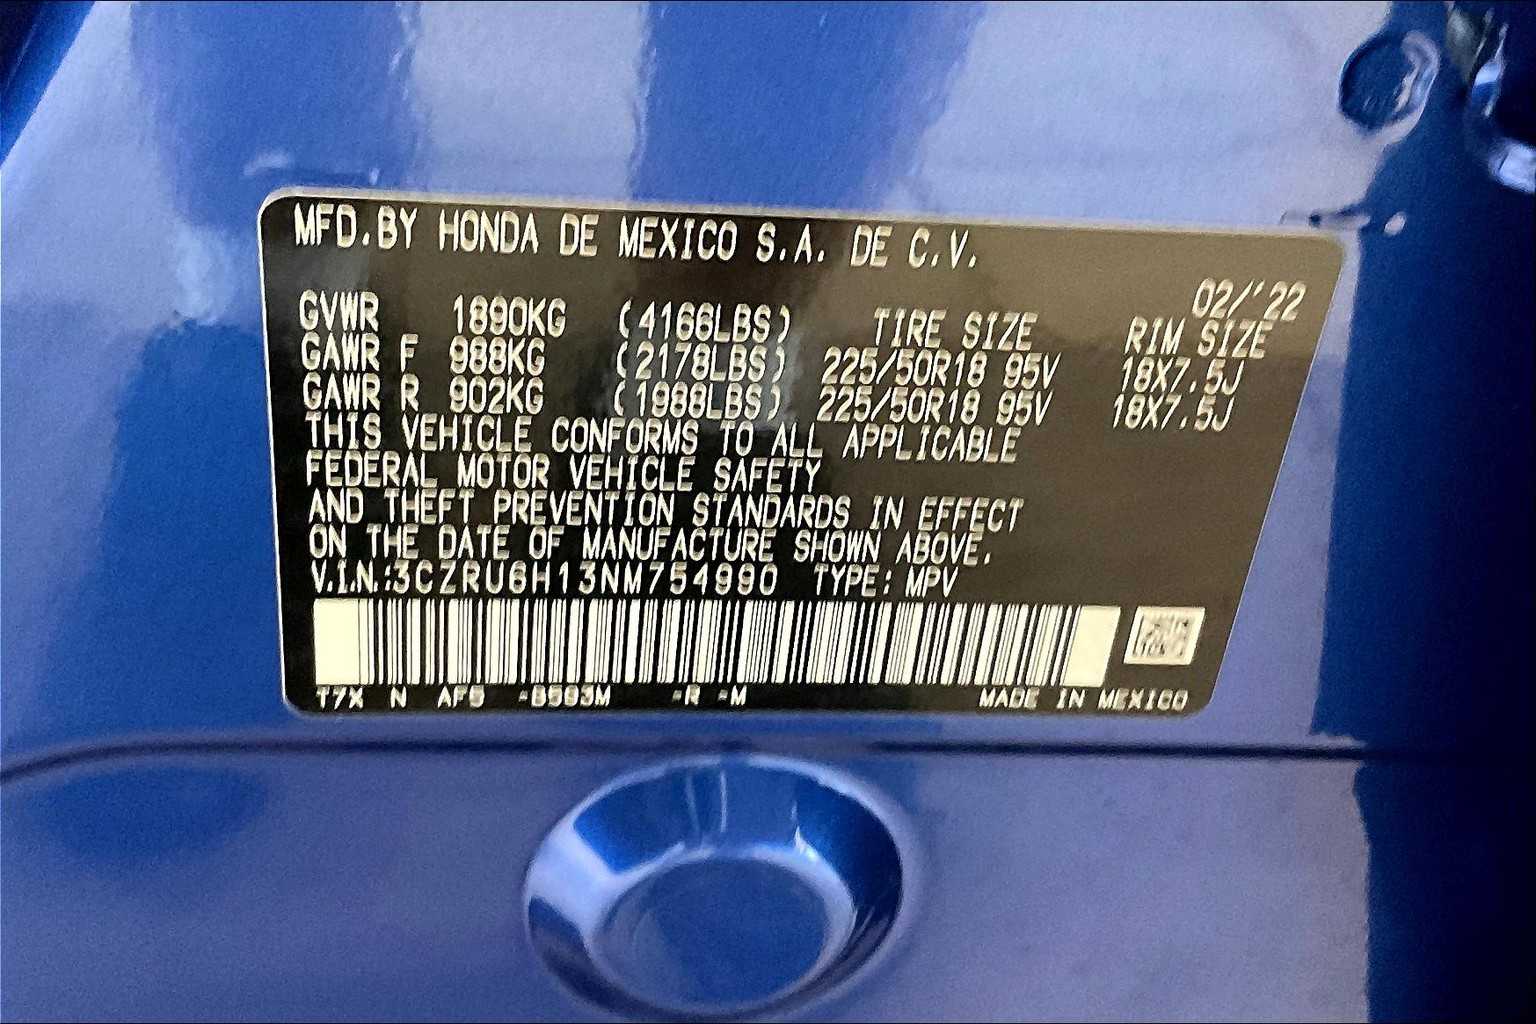 MFD.BY HONDA DE MEXICO S.A. DE C.V.
02/'22
GVWR 1890KG (4166LBS) TIRE SIZE RIM SIZE
GAWR F 988KG (2178LBS) 225/50R18 95V 18X7.5J
GAWR R 902KG (1988LBS) 225/50R18 95V 18X7.5J
THIS VEHICLE CONFORMS TO ALL APPLICABLE
FEDERAL MOTOR VEHICLE SAFETY
AND THEFT PREVENTION STANDARDS IN EFFECT
ON THE DATE OF MANUFACTURE SHOWN ABOVE.
V.I.N.:3CZRU6H13NM754990 TYPE: MPV
T7X N AF5 -B593M -R -M MADE IN MEXICO